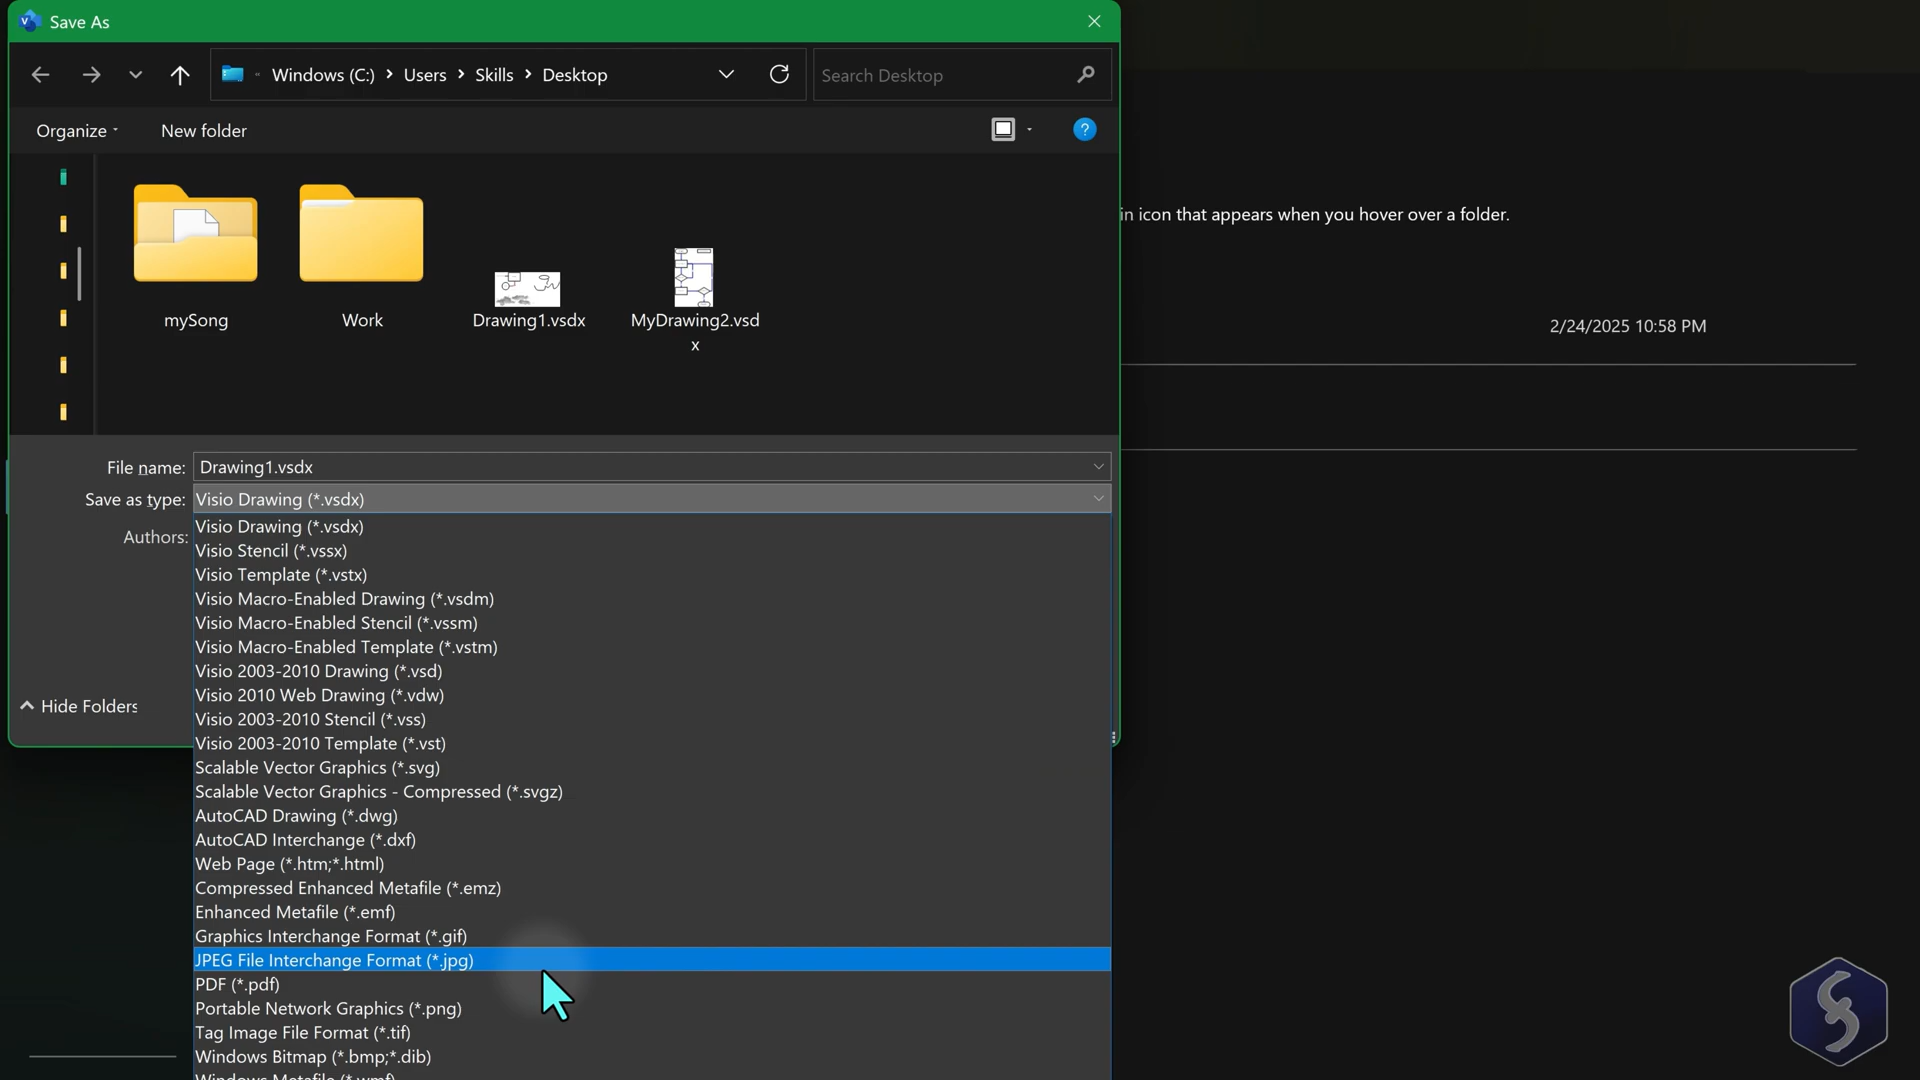 Save As
Windows (C:) > Users > Skills > Desktop
Search Desktop
Organize
New folder
in icon that appears when you hover over a folder.
mySong
Work
Drawing1.vsdx
MyDrawing2.vsd
x
2/24/2025 10:58 PM
File name: Drawing1.vsdx
Save as type: Visio Drawing (*.vsdx)
Authors:
Visio Drawing (*.vsdx)
Visio Stencil (*.vssx)
Visio Template (*.vstx)
Visio Macro-Enabled Drawing (*.vsdm)
Visio Macro-Enabled Stencil (*.vssm)
Visio Macro-Enabled Template (*.vstm)
Visio 2003-2010 Drawing (*.vsd)
Visio 2010 Web Drawing (*.vdw)
Hide Folders
Visio 2003-2010 Stencil (*.vss)
Visio 2003-2010 Template (*.vst)
Scalable Vector Graphics (*.svg)
Scalable Vector Graphics - Compressed (*.svgz)
AutoCAD Drawing (*.dwg)
AutoCAD Interchange (*.dxf)
Web Page (*.htm;*.html)
Compressed Enhanced Metafile (*.emz)
Enhanced Metafile (*.emf)
Graphics Interchange Format (*.gif)
JPEG File Interchange Format (*.jpg)
PDF (*.pdf)
Portable Network Graphics (*.png)
Tag Image File Format (*.tif)
Windows Bitmap (*.bmp;*.dib)
Windows Metafile (*.wmf)